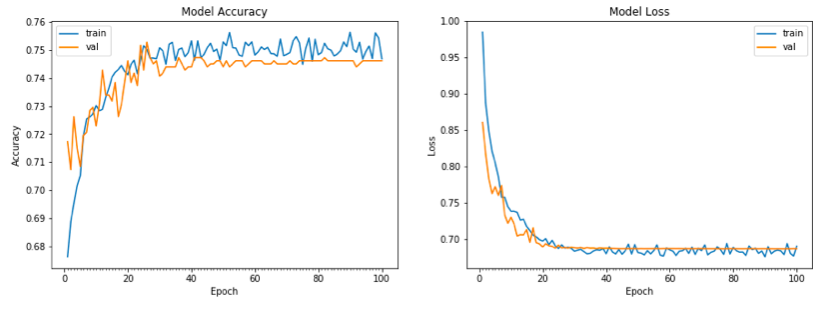 Model Accuracy
0.76
0.75
0.74
0.73
0.72
0.71
0.70
0.69
0.68
Accuracy
train
val
0
20
40
60
80
100
Epoch
Model Loss
1.00
0.95
0.90
0.85
0.80
0.75
0.70
Loss
train
val
0
20
40
60
80
100
Epoch